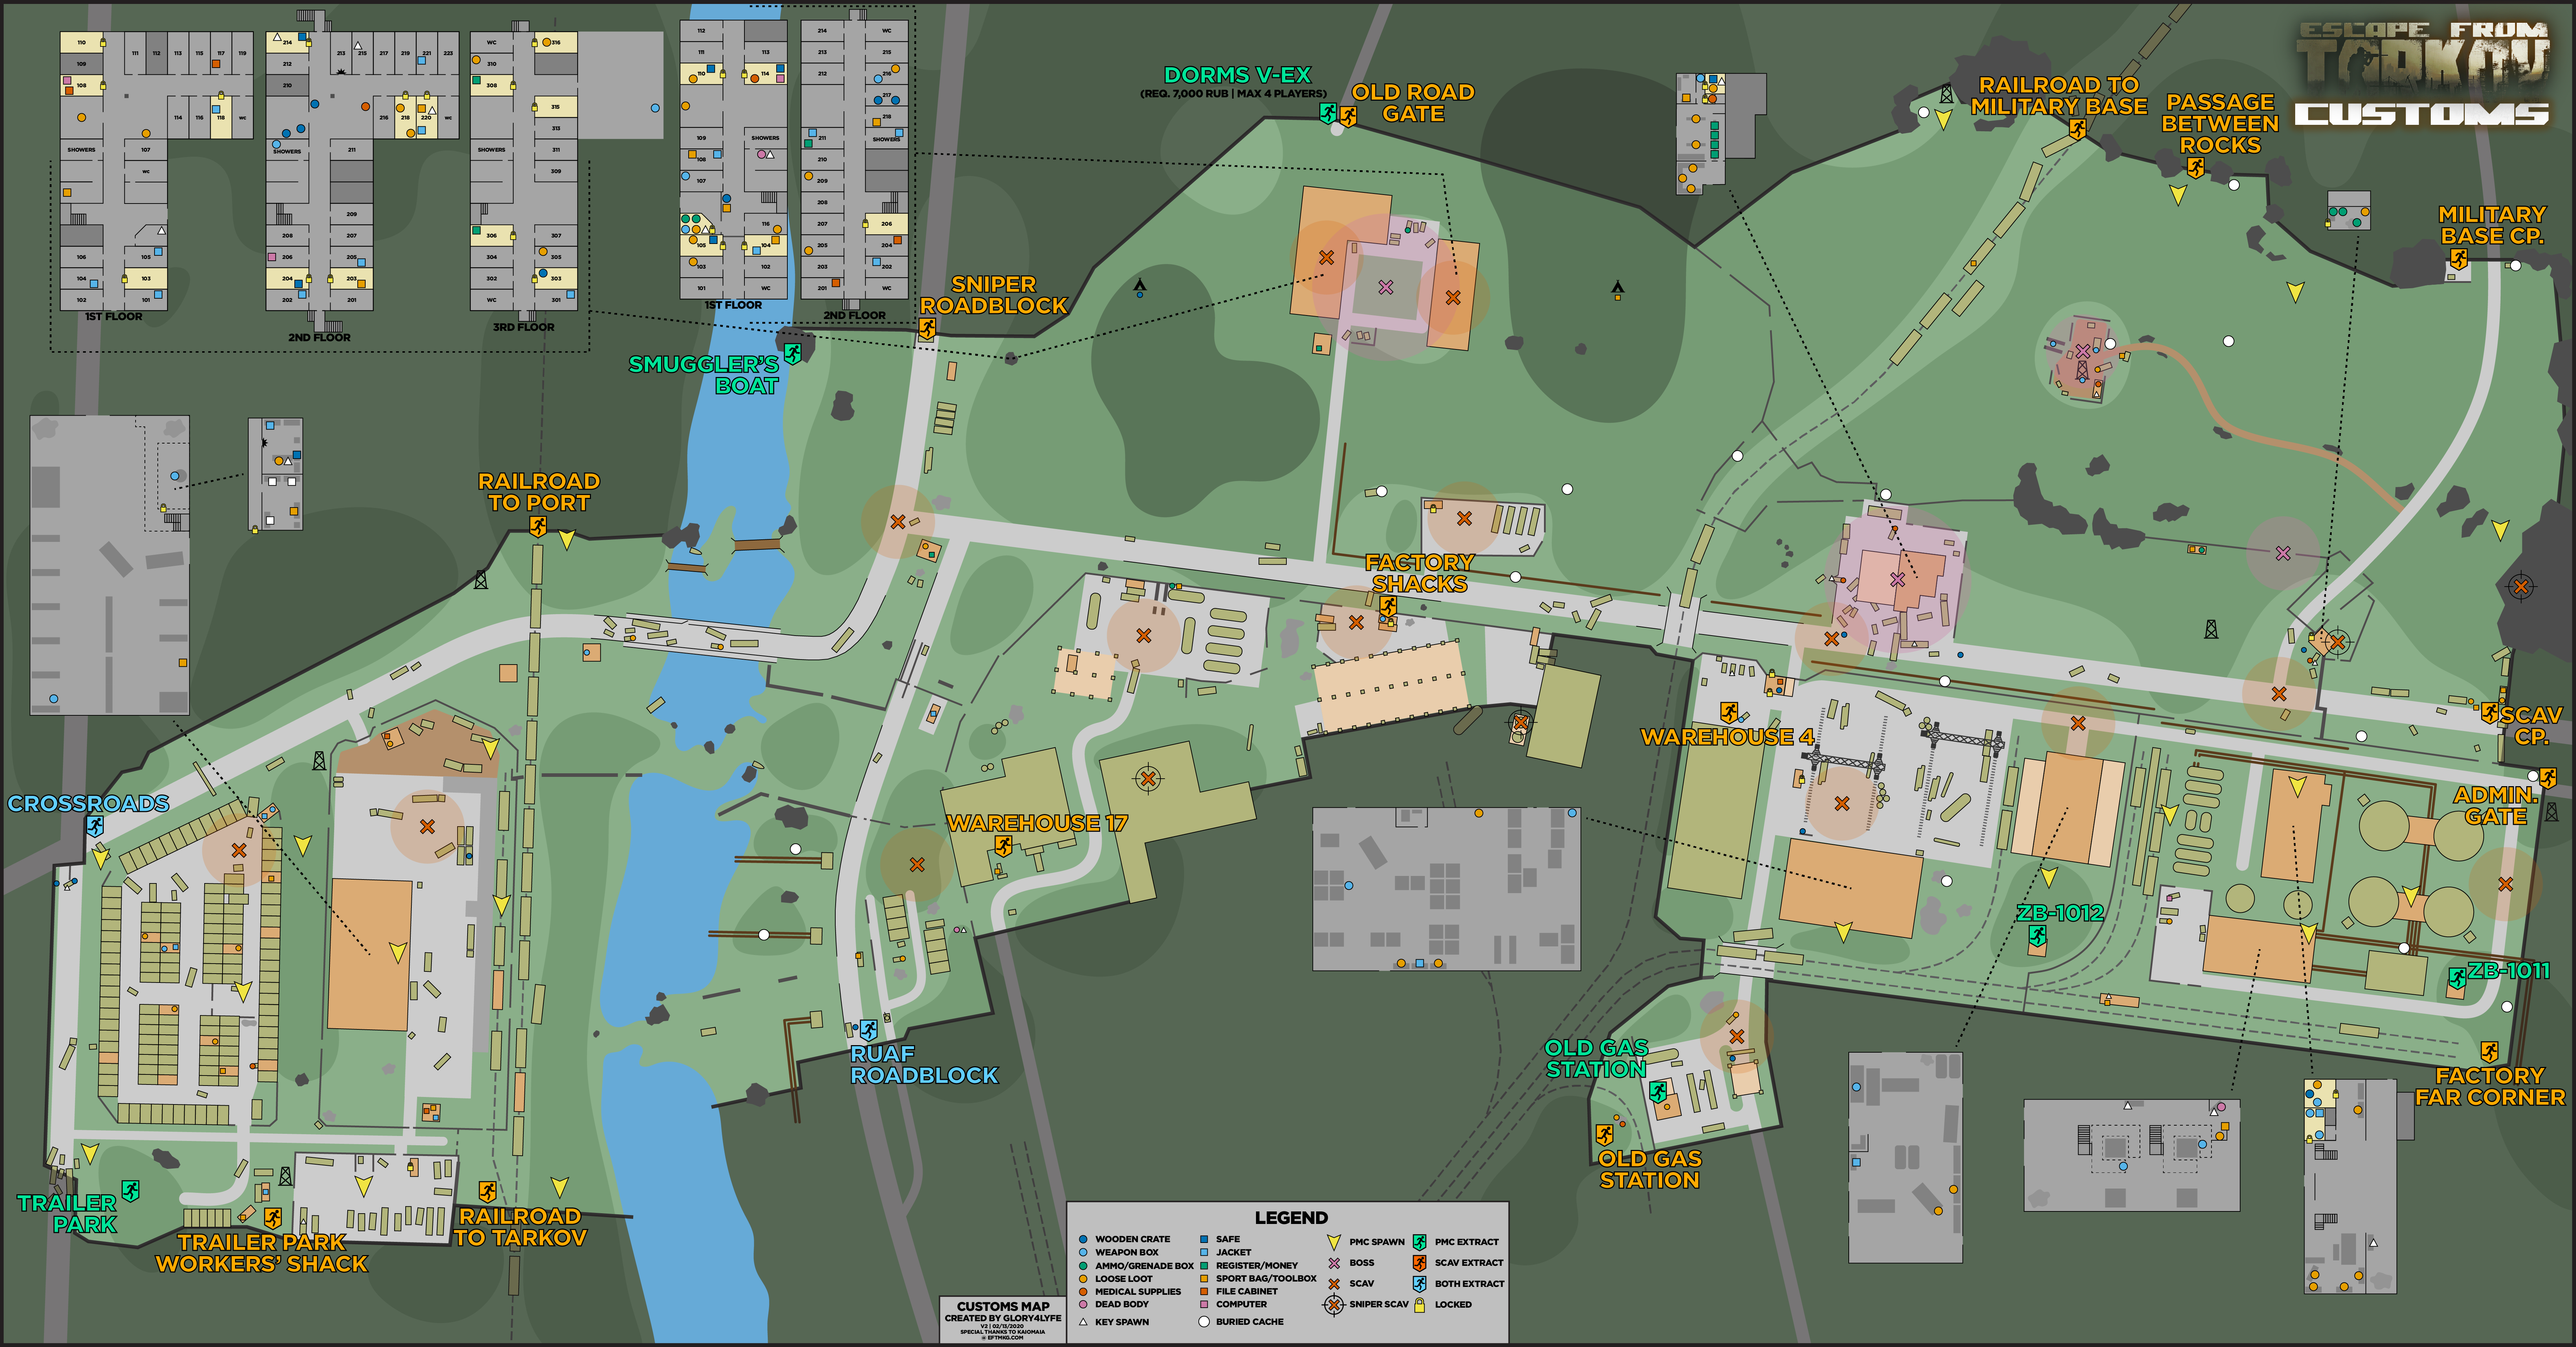 ESCAPE FROM
TARKOV
CUSTOMS
DORMS V-EX
(REQ. 7,000 RUB | MAX 4 PLAYERS)
OLD ROAD
GATE
RAILROAD TO
MILITARY BASE
PASSAGE
BETWEEN
ROCKS
MILITARY
BASE CP.
SNIPER
ROADBLOCK
SMUGGLER'S
BOAT
RAILROAD
TO PORT
FACTORY
SHACKS
WAREHOUSE 4
SCAV
CP.
ADMIN.
GATE
CROSSROADS
WAREHOUSE 17
ZB-1012
ZB-1011
RUAF
ROADBLOCK
OLD GAS
STATION
OLD GAS
STATION
FACTORY
FAR CORNER
TRAILER
PARK
TRAILER PARK
WORKERS' SHACK
RAILROAD
TO TARKOV
110
109
108
111
112
113
115
117
119
114
116
118
WC
SHOWERS
107
WC
106
105
104
103
102
101
1ST FLOOR
214
212
210
213
215
217
219
221
223
216
218
220
WC
SHOWERS
211
209
208
207
206
205
204
203
202
201
2ND FLOOR
WC
316
310
308
315
313
SHOWERS
311
309
306
307
304
305
302
303
WC
301
3RD FLOOR
112
111
113
110
114
109
SHOWERS
108
107
116
105
104
103
102
101
WC
1ST FLOOR
214
WC
213
215
212
216
217
218
211
SHOWERS
210
209
208
207
206
205
204
203
202
201
WC
2ND FLOOR
LEGEND
WOODEN CRATE
WEAPON BOX
AMMO/GRENADE BOX
LOOSE LOOT
MEDICAL SUPPLIES
DEAD BODY
KEY SPAWN
SAFE
JACKET
REGISTER/MONEY
SPORT BAG/TOOLBOX
FILE CABINET
COMPUTER
BURIED CACHE
PMC SPAWN
BOSS
SCAV
SNIPER SCAV
PMC EXTRACT
SCAV EXTRACT
BOTH EXTRACT
LOCKED
CUSTOMS MAP
CREATED BY GLORY4LYFE
V2 | 02/13/2020
SPECIAL THANKS TO KAIOMAIA
EFTMKG.COM